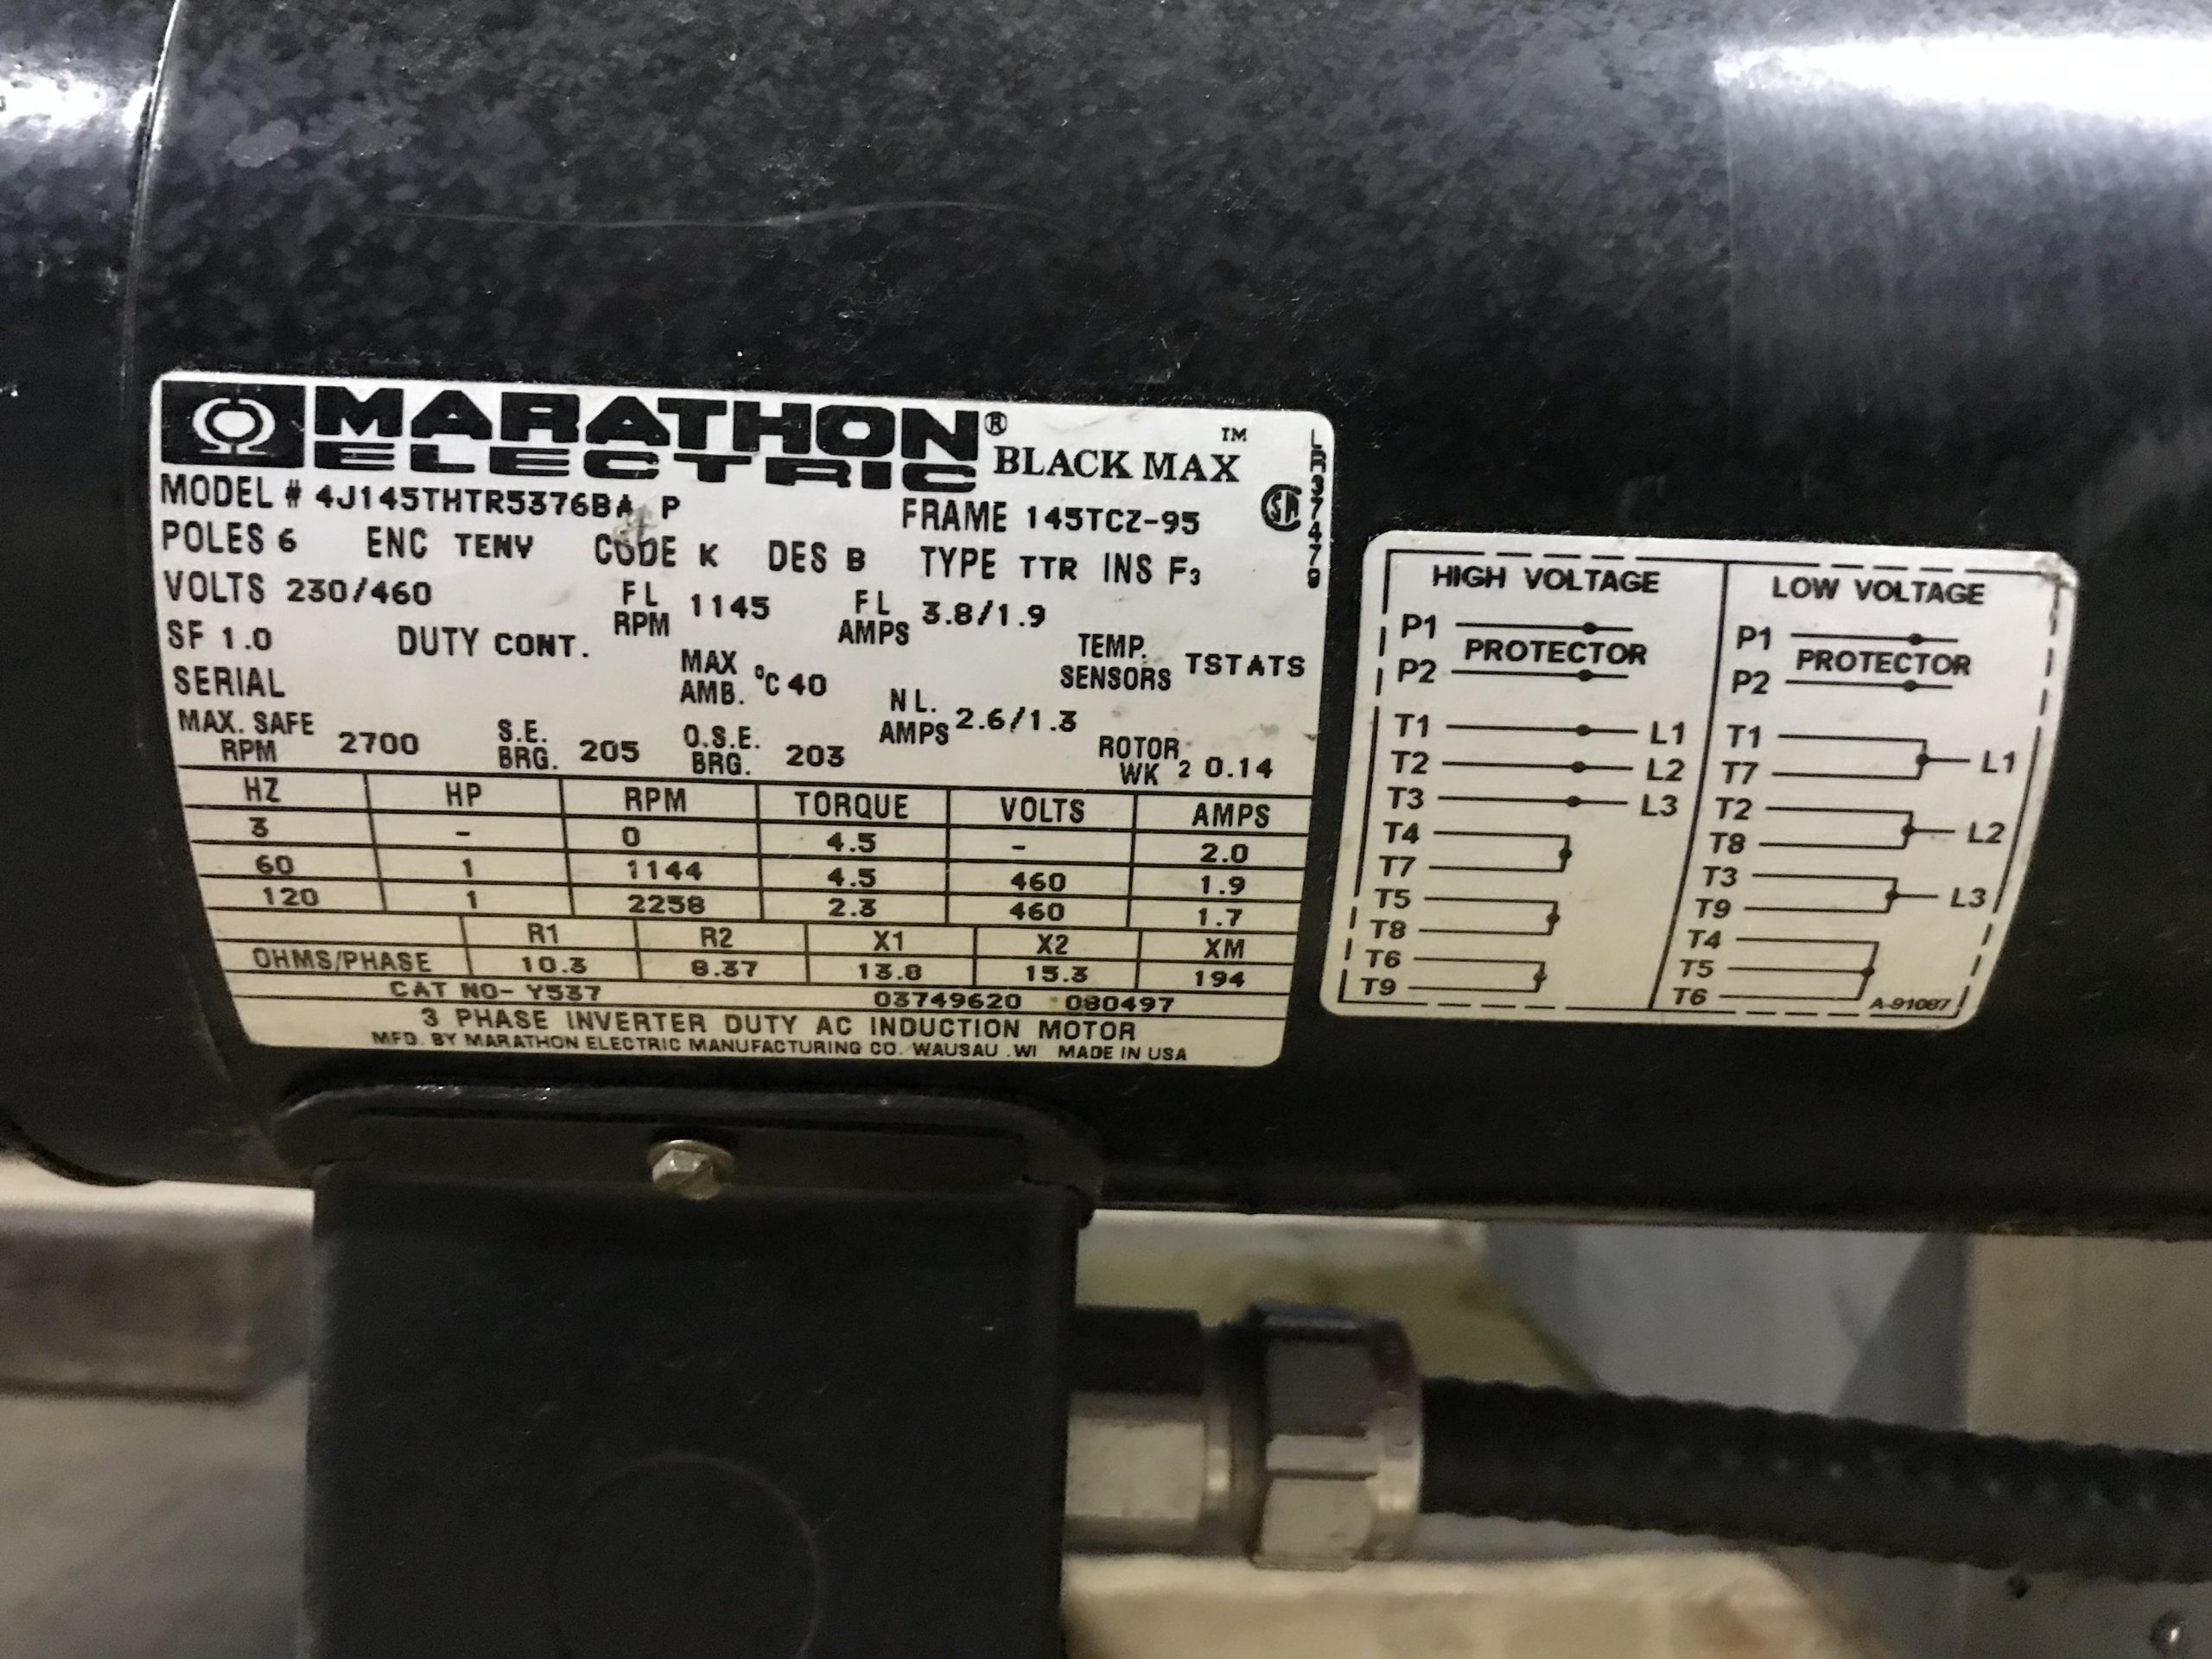 MARATHON®
ELECTRIC BLACK MAX™
LR37479
MODEL # 4J145THTR5376BA P FRAME 145TCZ-95
POLES 6 ENC TENV CODE K DES B TYPE TTR INS F3
VOLTS 230/460 FL RPM 1145 FL AMPS 3.8/1.9
SF 1.0 DUTY CONT. MAX AMB. °C 40 TEMP. SENSORS TSTATS
SERIAL NL. AMPS 2.6/1.3
MAX. SAFE RPM 2700 S.E. BRG. 205 O.S.E. BRG. 203 ROTOR WK2 0.14
HZ HP RPM TORQUE VOLTS AMPS
3 - 0 4.5 - 2.0
60 1 1144 4.5 460 1.9
120 1 2258 2.3 460 1.7
R1 R2 X1 X2 XM
OHMS/PHASE 10.3 8.37 13.8 15.3 194
CAT NO- Y537 03749620 080497
3 PHASE INVERTER DUTY AC INDUCTION MOTOR
MFD. BY MARATHON ELECTRIC MANUFACTURING CO. WAUSAU .WI MADE IN USA
HIGH VOLTAGE
P1
PROTECTOR
P2
T1 L1
T2 L2
T3 L3
T4
T7
T5
T8
T6
T9
LOW VOLTAGE
P1
PROTECTOR
P2
T1
T7 L1
T2
T8 L2
T3
T9 L3
T4
T5
T6
A-91087